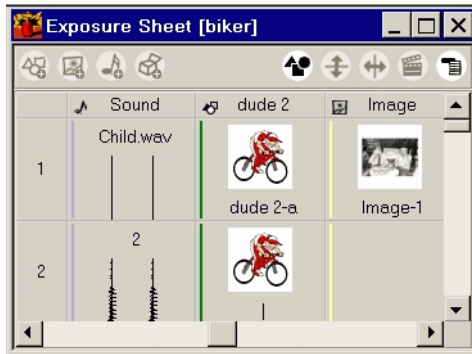 Exposure Sheet [biker]
Sound dude 2 Image
1 Child.wav
dude 2-a Image-1
2 2